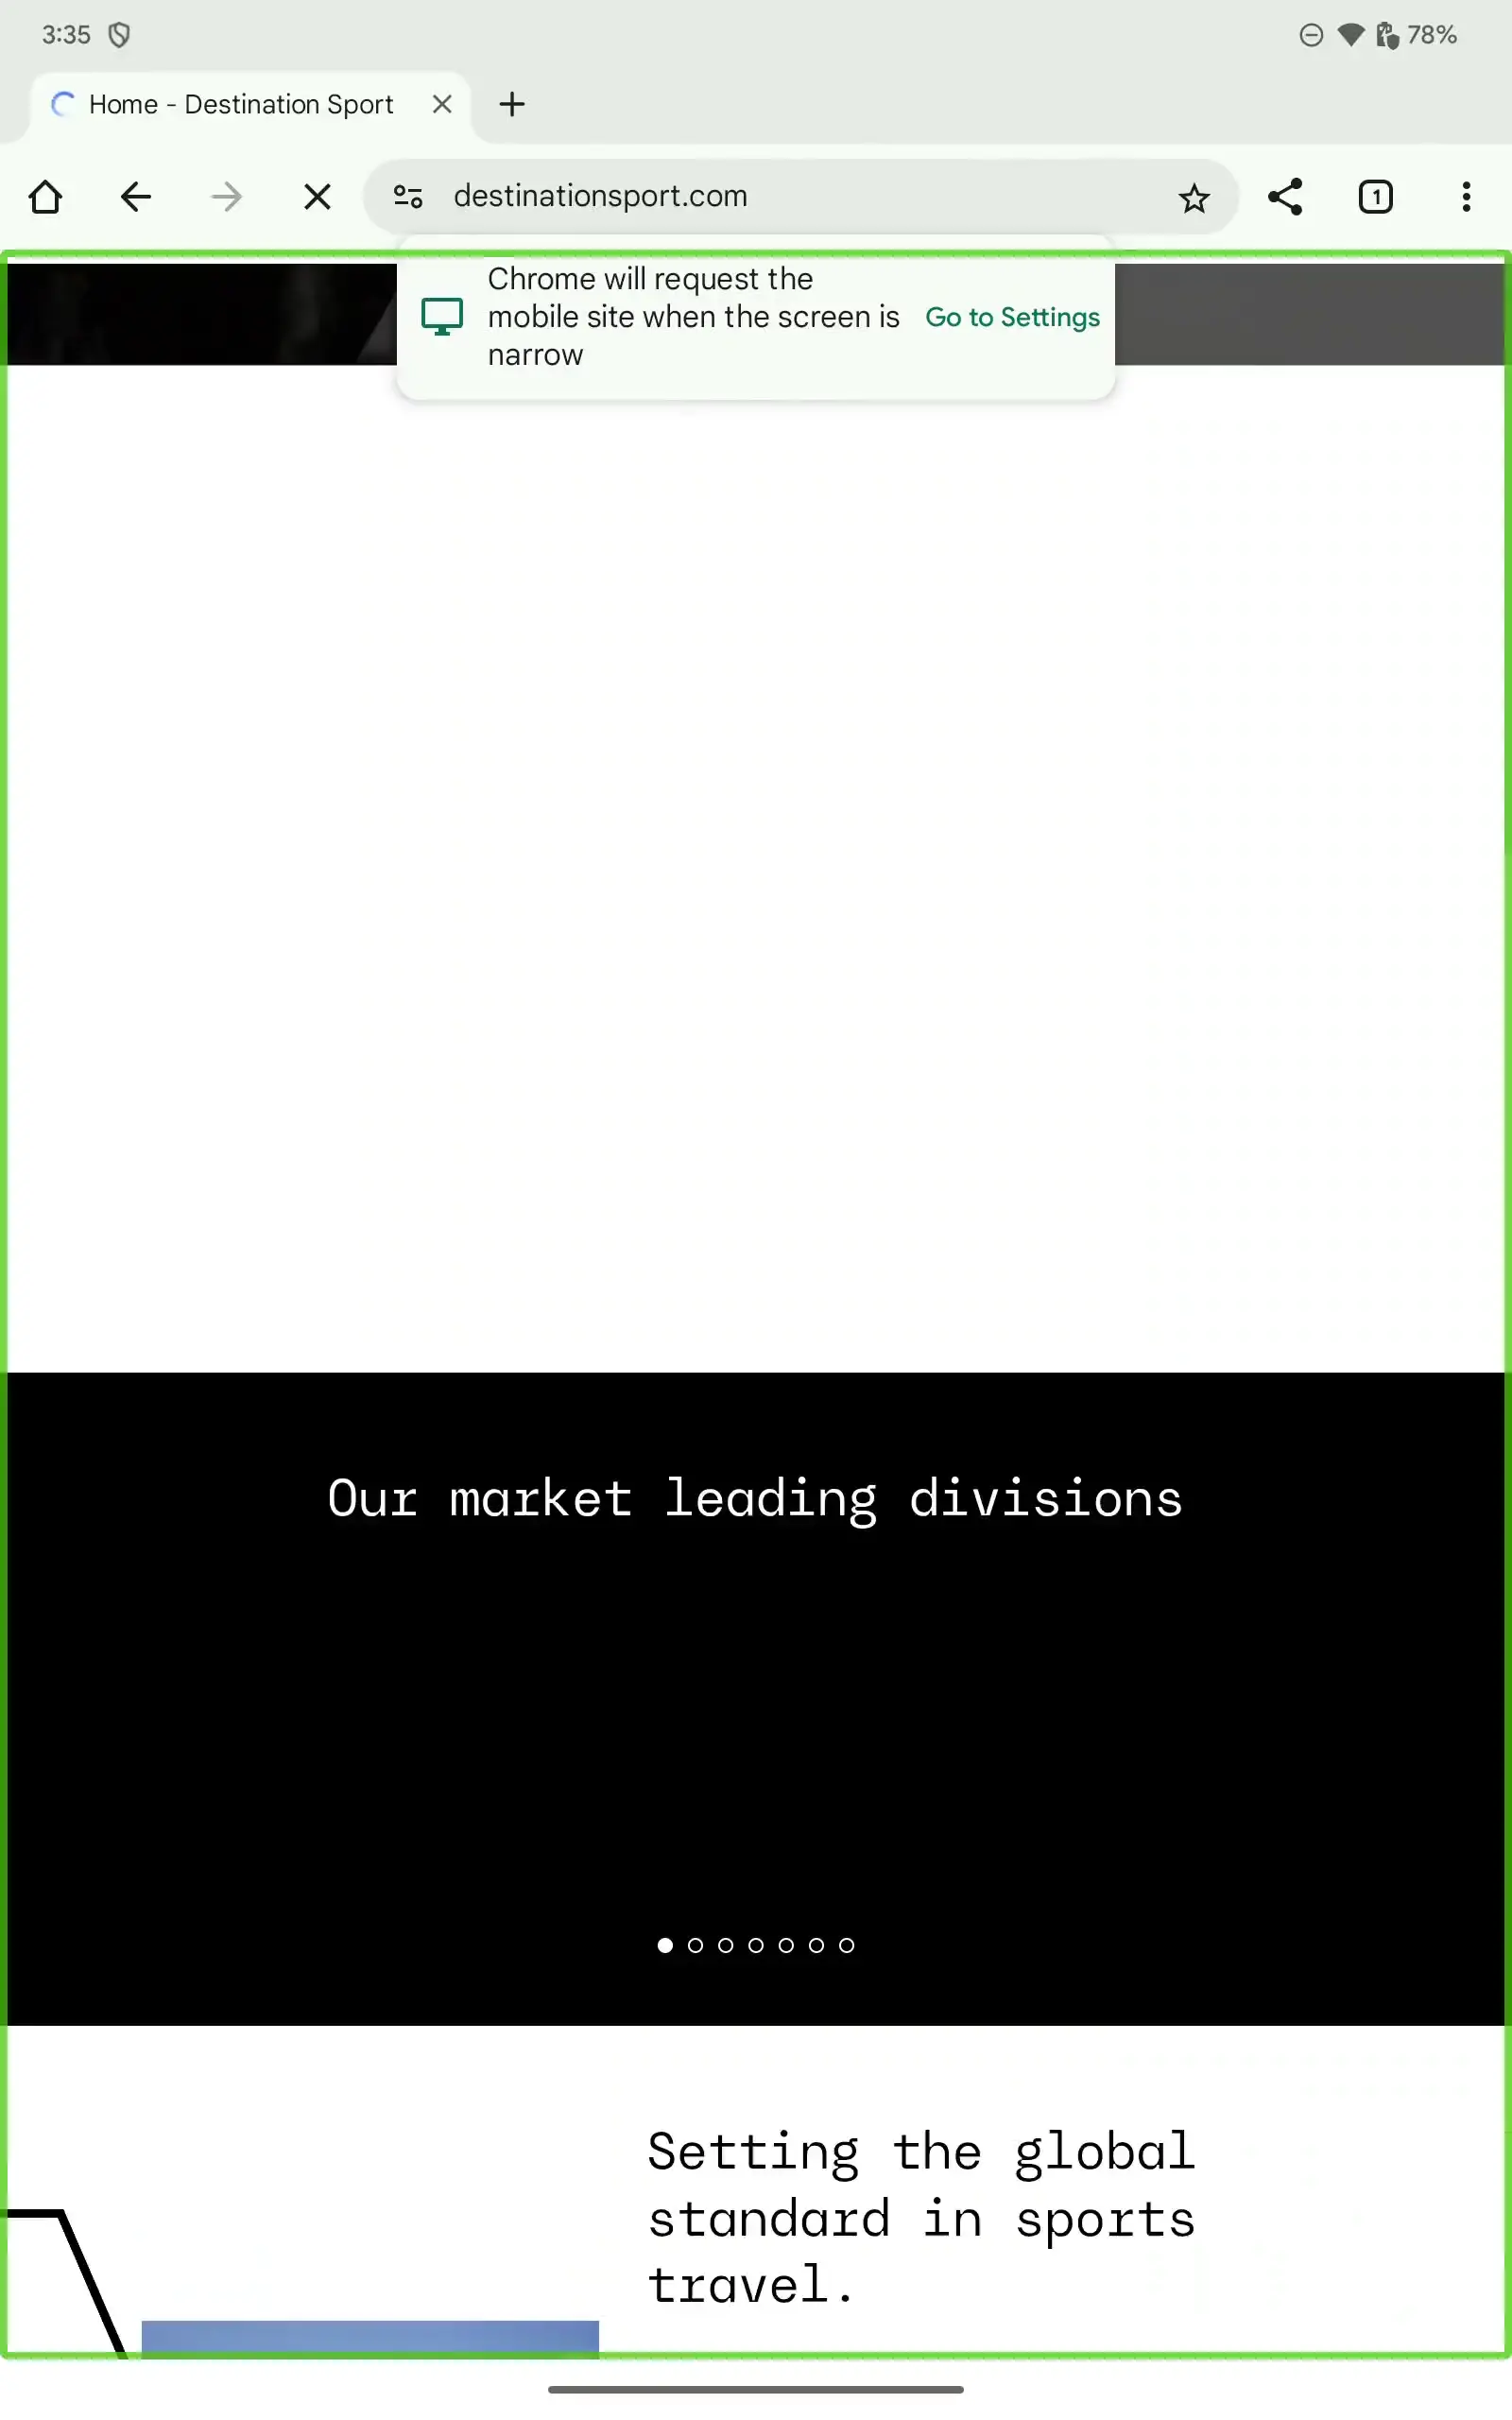 3:35
78%
Home - Destination Sport
destinationsport.com
1
Chrome will request the
mobile site when the screen is
narrow
Go to Settings
Our market leading divisions
Setting the global
standard in sports
travel.